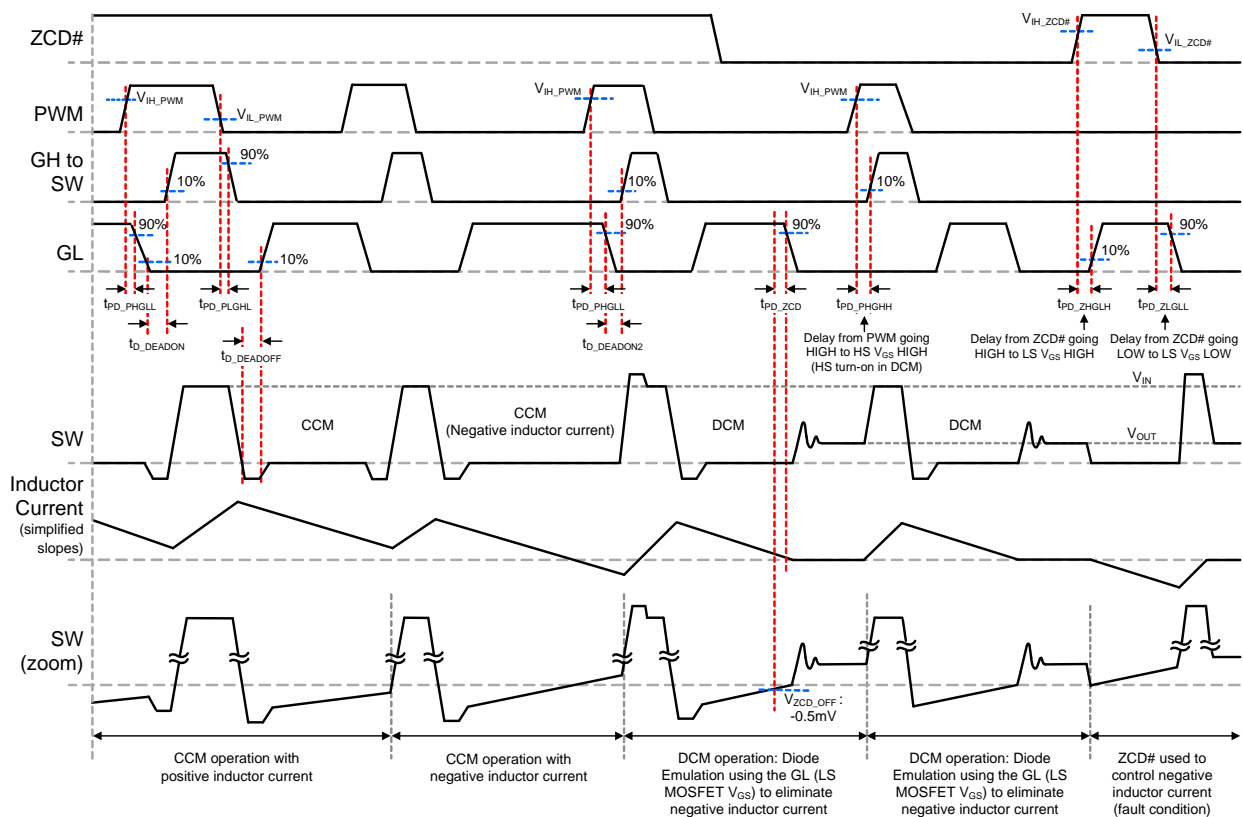 ZCD#
V_IH_ZCD#
V_IL_ZCD#
PWM
V_IH_PWM
V_IL_PWM
V_IH_PWM
V_IH_PWM
GH to
SW
90%
10%
10%
10%
GL
90%
10%
10%
90%
90%
10%
90%
t_PD_PHGLL
t_PD_PLGHL
t_PD_PHGLL
t_PD_ZCD
t_PD_PHGHH
t_PD_ZHGLH
t_PD_ZLGLL
t_D_DEADON
t_D_DEADOFF
t_D_DEADON2
Delay from PWM going
HIGH to HS V_GS HIGH
(HS turn-on in DCM)
Delay from ZCD# going
HIGH to LS V_GS HIGH
Delay from ZCD# going
LOW to LS V_GS LOW
V_IN
SW
CCM
CCM
(Negative inductor current)
DCM
DCM
V_OUT
Inductor
Current
(simplified
slopes)
SW
(zoom)
V_ZCD_OFF :
-0.5mV
CCM operation with
positive inductor current
CCM operation with
negative inductor current
DCM operation: Diode
Emulation using the GL (LS
MOSFET V_GS) to eliminate
negative inductor current
DCM operation: Diode
Emulation using the GL (LS
MOSFET V_GS) to eliminate
negative inductor current
ZCD# used to
control negative
inductor current
(fault condition)